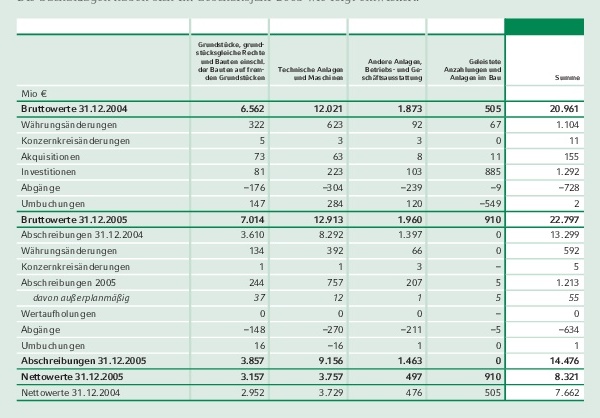 Grundstücke, grund-
stücksgleiche Rechte
und Bauten einschl.
der Bauten auf frem-
den Grundstücken
Technische Anlagen
und Maschinen
Andere Anlagen,
Betriebs- und Ge-
schäftsausstattung
Geleistete
Anzahlungen und
Anlagen im Bau
Summe
Mio €
Bruttowerte 31.12.2004 6.562 12.021 1.873 505 20.961
Währungsänderungen 322 623 92 67 1.104
Konzernkreisänderungen 5 3 3 0 11
Akquisitionen 73 63 8 11 155
Investitionen 81 223 103 885 1.292
Abgänge –176 –304 –239 –9 –728
Umbuchungen 147 284 120 –549 2
Bruttowerte 31.12.2005 7.014 12.913 1.960 910 22.797
Abschreibungen 31.12.2004 3.610 8.292 1.397 0 13.299
Währungsänderungen 134 392 66 0 592
Konzernkreisänderungen 1 1 3 – 5
Abschreibungen 2005 244 757 207 5 1.213
davon außerplanmäßig 37 12 1 5 55
Wertaufholungen 0 0 0 – 0
Abgänge –148 –270 –211 –5 –634
Umbuchungen 16 –16 1 0 1
Abschreibungen 31.12.2005 3.857 9.156 1.463 0 14.476
Nettowerte 31.12.2005 3.157 3.757 497 910 8.321
Nettowerte 31.12.2004 2.952 3.729 476 505 7.662